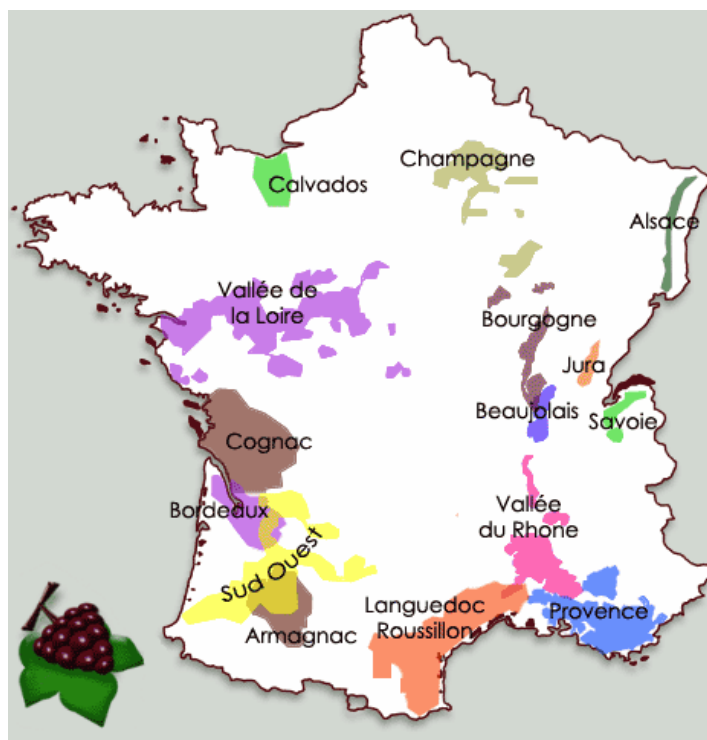 Champagne
Calvados
Alsace
Vallée de
la Loire
Bourgogne
Jura
Beaujolais
Savoie
Cognac
Bordeaux
Vallée
du Rhone
Sud Ouest
Languedoc
Roussillon
Provence
Armagnac